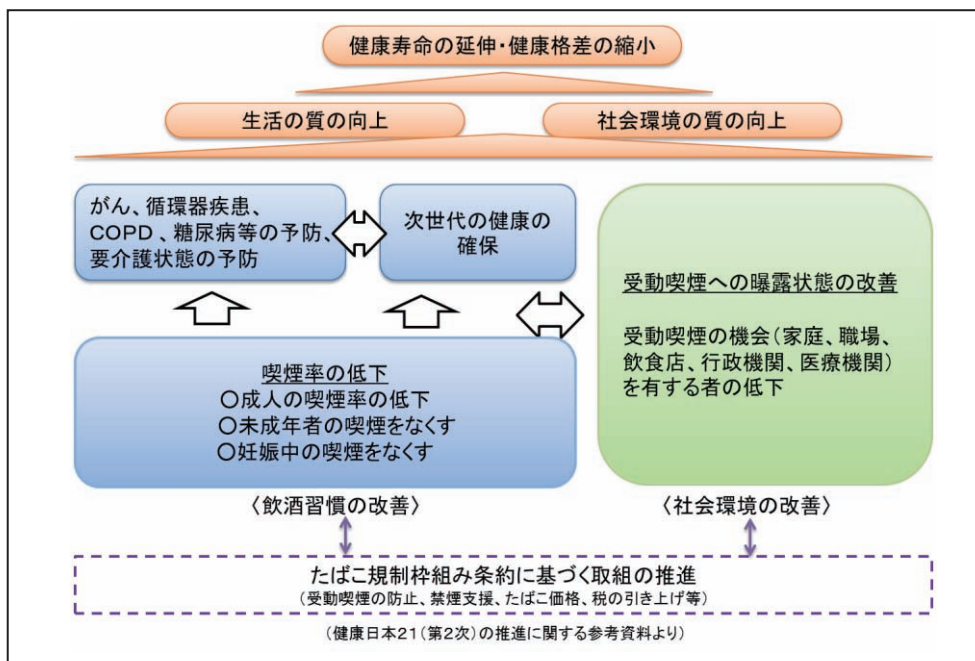 健康寿命の延伸・健康格差の縮小
生活の質の向上
社会環境の質の向上
がん、循環器疾患、
COPD、糖尿病等の予防、
要介護状態の予防
次世代の健康の
確保
受動喫煙への曝露状態の改善
受動喫煙の機会(家庭、職場、
飲食店、行政機関、医療機関)
を有する者の低下
喫煙率の低下
〇成人の喫煙率の低下
〇未成年者の喫煙をなくす
〇妊娠中の喫煙をなくす
〈飲酒習慣の改善〉
〈社会環境の改善〉
たばこ規制枠組み条約に基づく取組の推進
(受動喫煙の防止、禁煙支援、たばこ価格、税の引き上げ等)
(健康日本21(第2次)の推進に関する参考資料より)